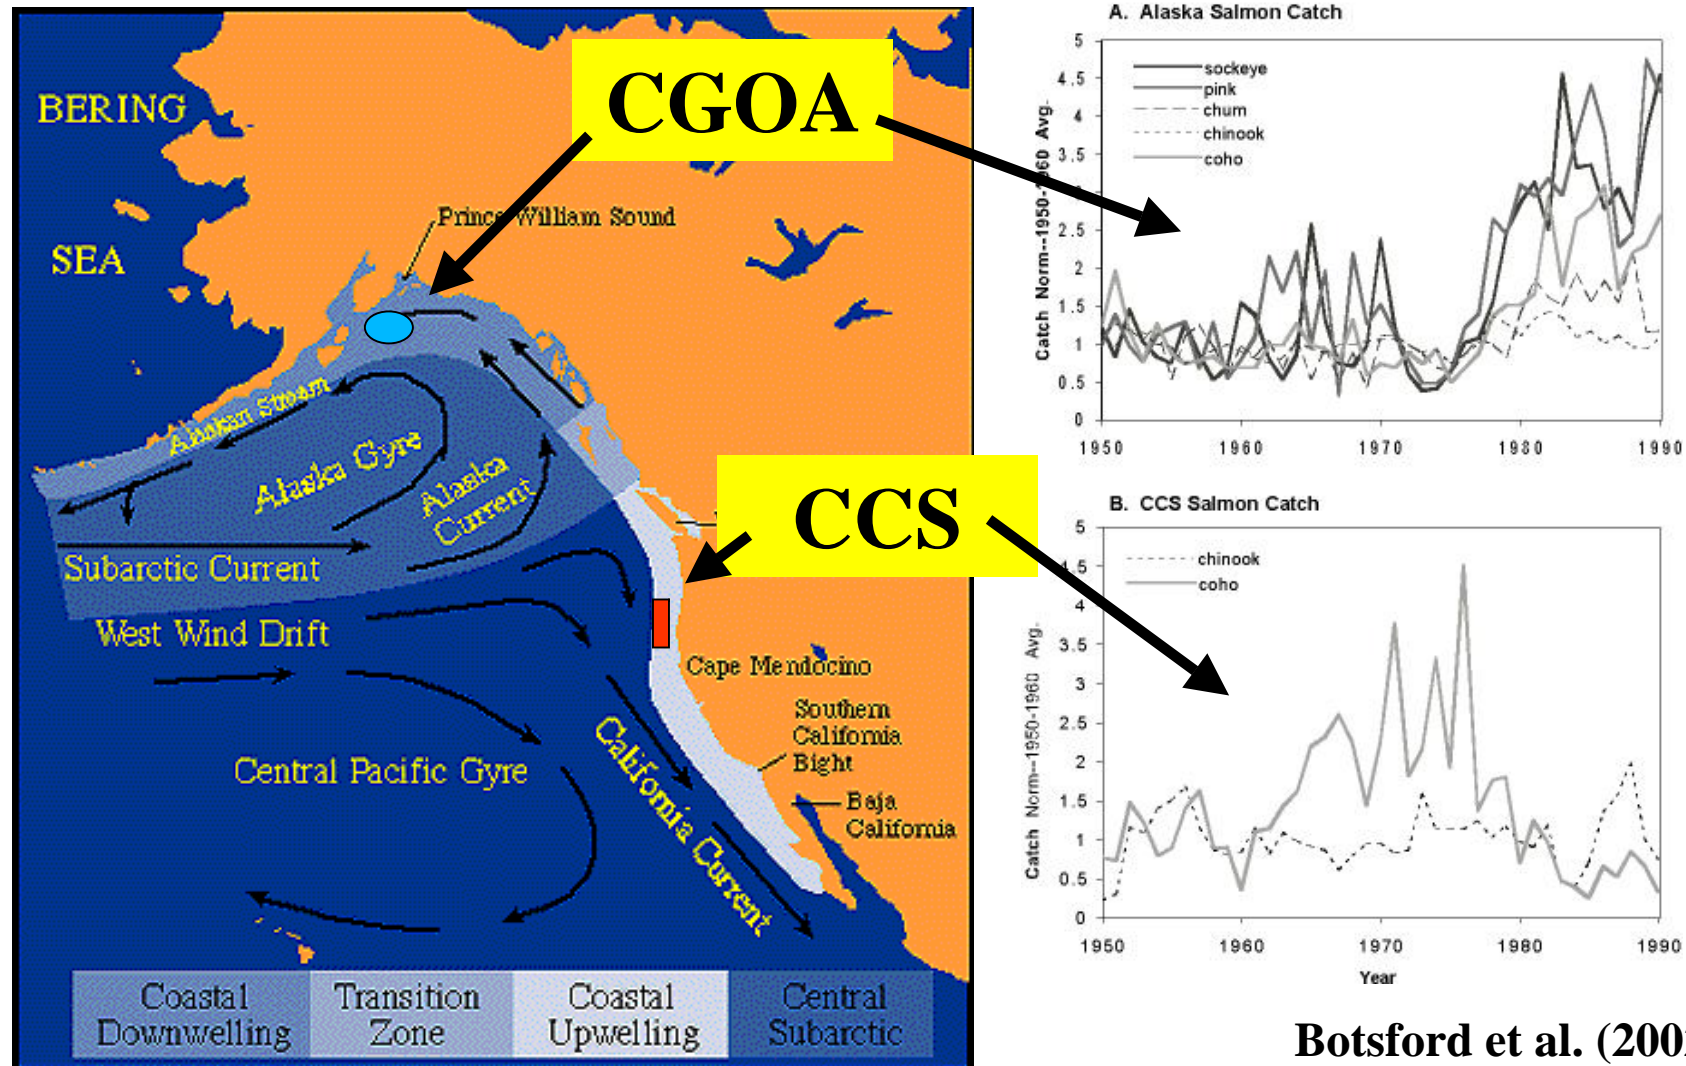 BERING
SEA
CGOA
Prince William Sound
Alaskan Stream
Alaska Gyre
Alaska
Current
Subarctic Current
West Wind Drift
CCS
Cape Mendocino
Southern
California
Bight
Baja
California
Central Pacific Gyre
California Current
Coastal
Downwelling
Transition
Zone
Coastal
Upwelling
Central
Subarctic
A. Alaska Salmon Catch
Catch Norm--1950-1960 Avg.
5
4.5
4
3.5
2.5
2
1.5
1
0.5
0
sockeye
pink
chum
chinook
coho
1950
1960
1970
1980
1990
B. CCS Salmon Catch
Catch Norm--1950-1960 Avg.
5
4.5
4
3.5
3
2.5
2
1.5
1
0.5
0
chinook
coho
1950
1960
1970
1980
1990
Year
Botsford et al.